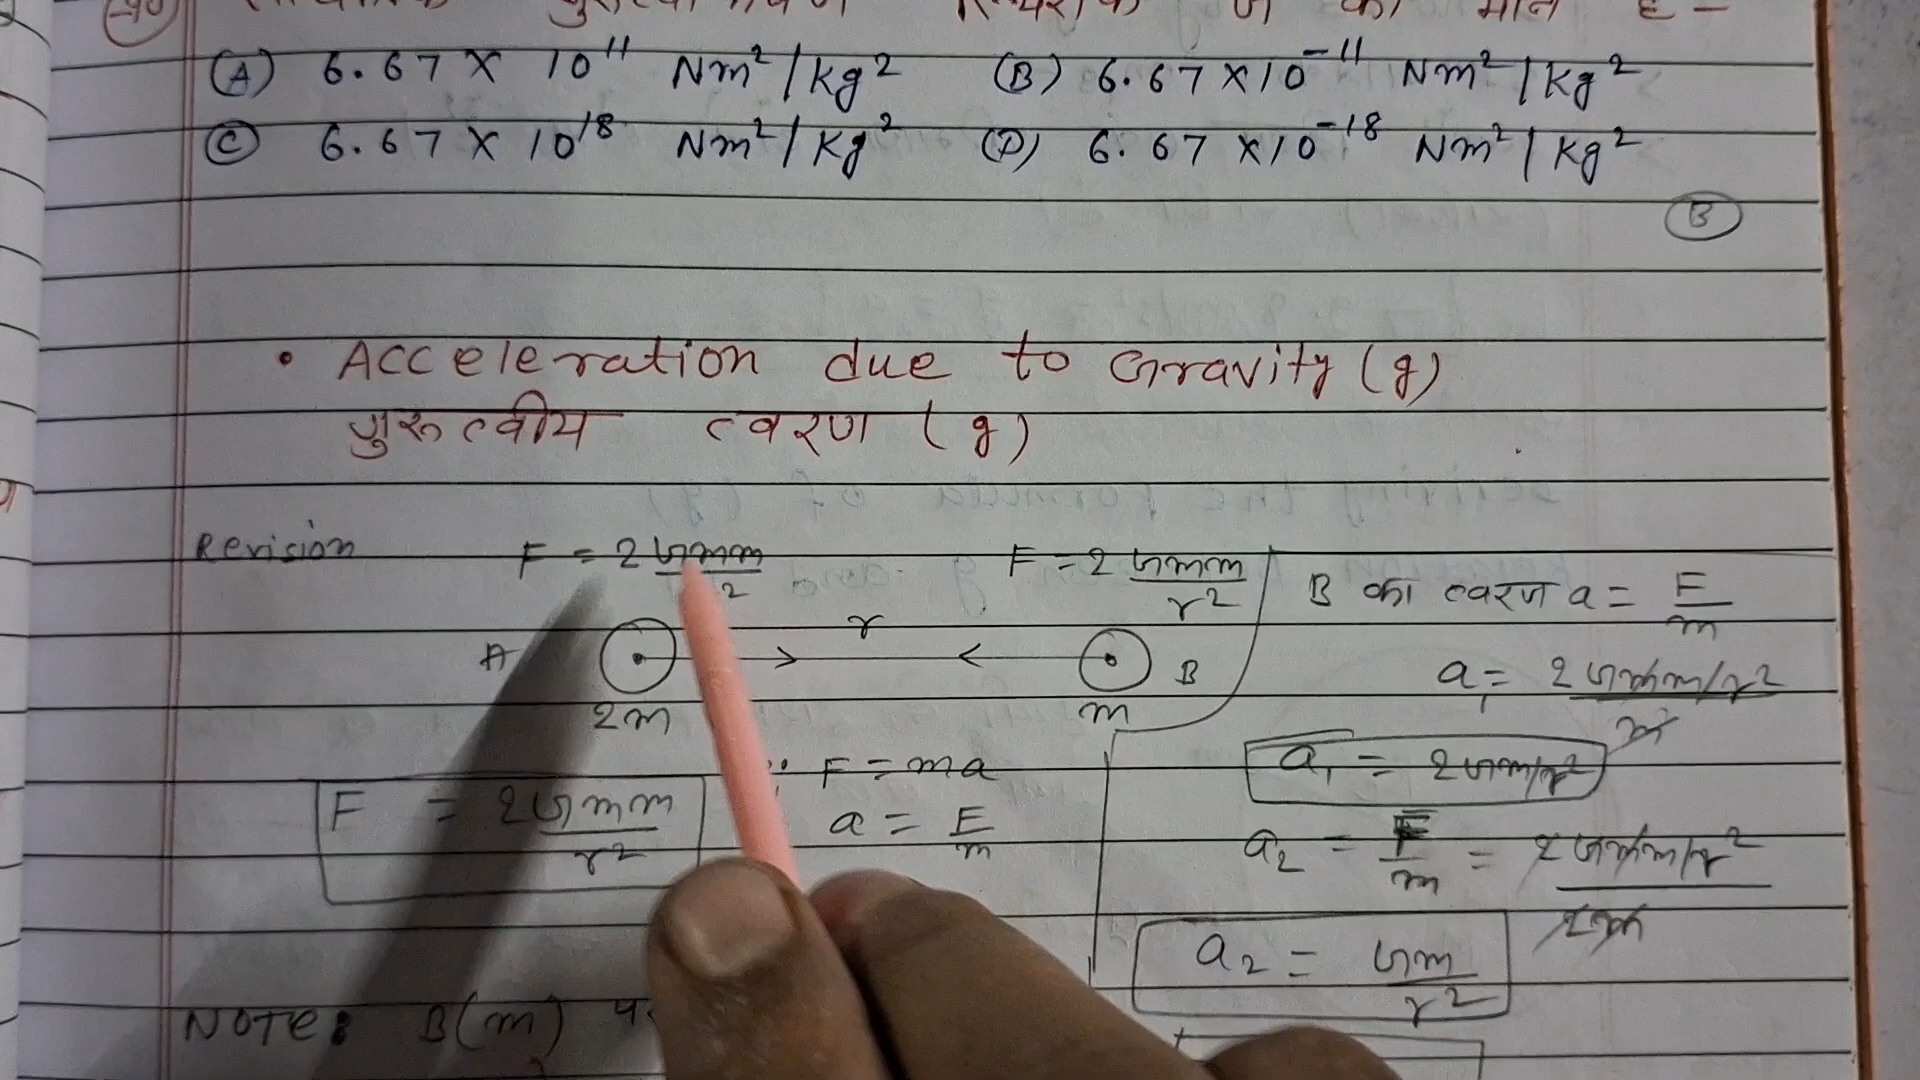 (A) 6.67 X 10¹¹ Nm²/Kg² (B) 6.67 X 10⁻¹¹ Nm²/Kg²
(C) 6.67 X 10¹⁸ Nm²/Kg² (D) 6.67 X 10⁻¹⁸ Nm²/Kg²
(B)
• Acceleration due to Gravity (g)
गुरूत्वीय त्वरण (g)
Revision F = 2Gmm F = 2Gmm/r² B का त्वरण a = F/m
A r B a₁ = 2Gmm/r²/m
2m m
∵ F = ma a₁ = 2Gm/r²
F = 2Gmm/r² a = F/m a₂ = F/m = 2Gmm/r²/2m
a₂ = Gm/r²
NOTE: B(m)